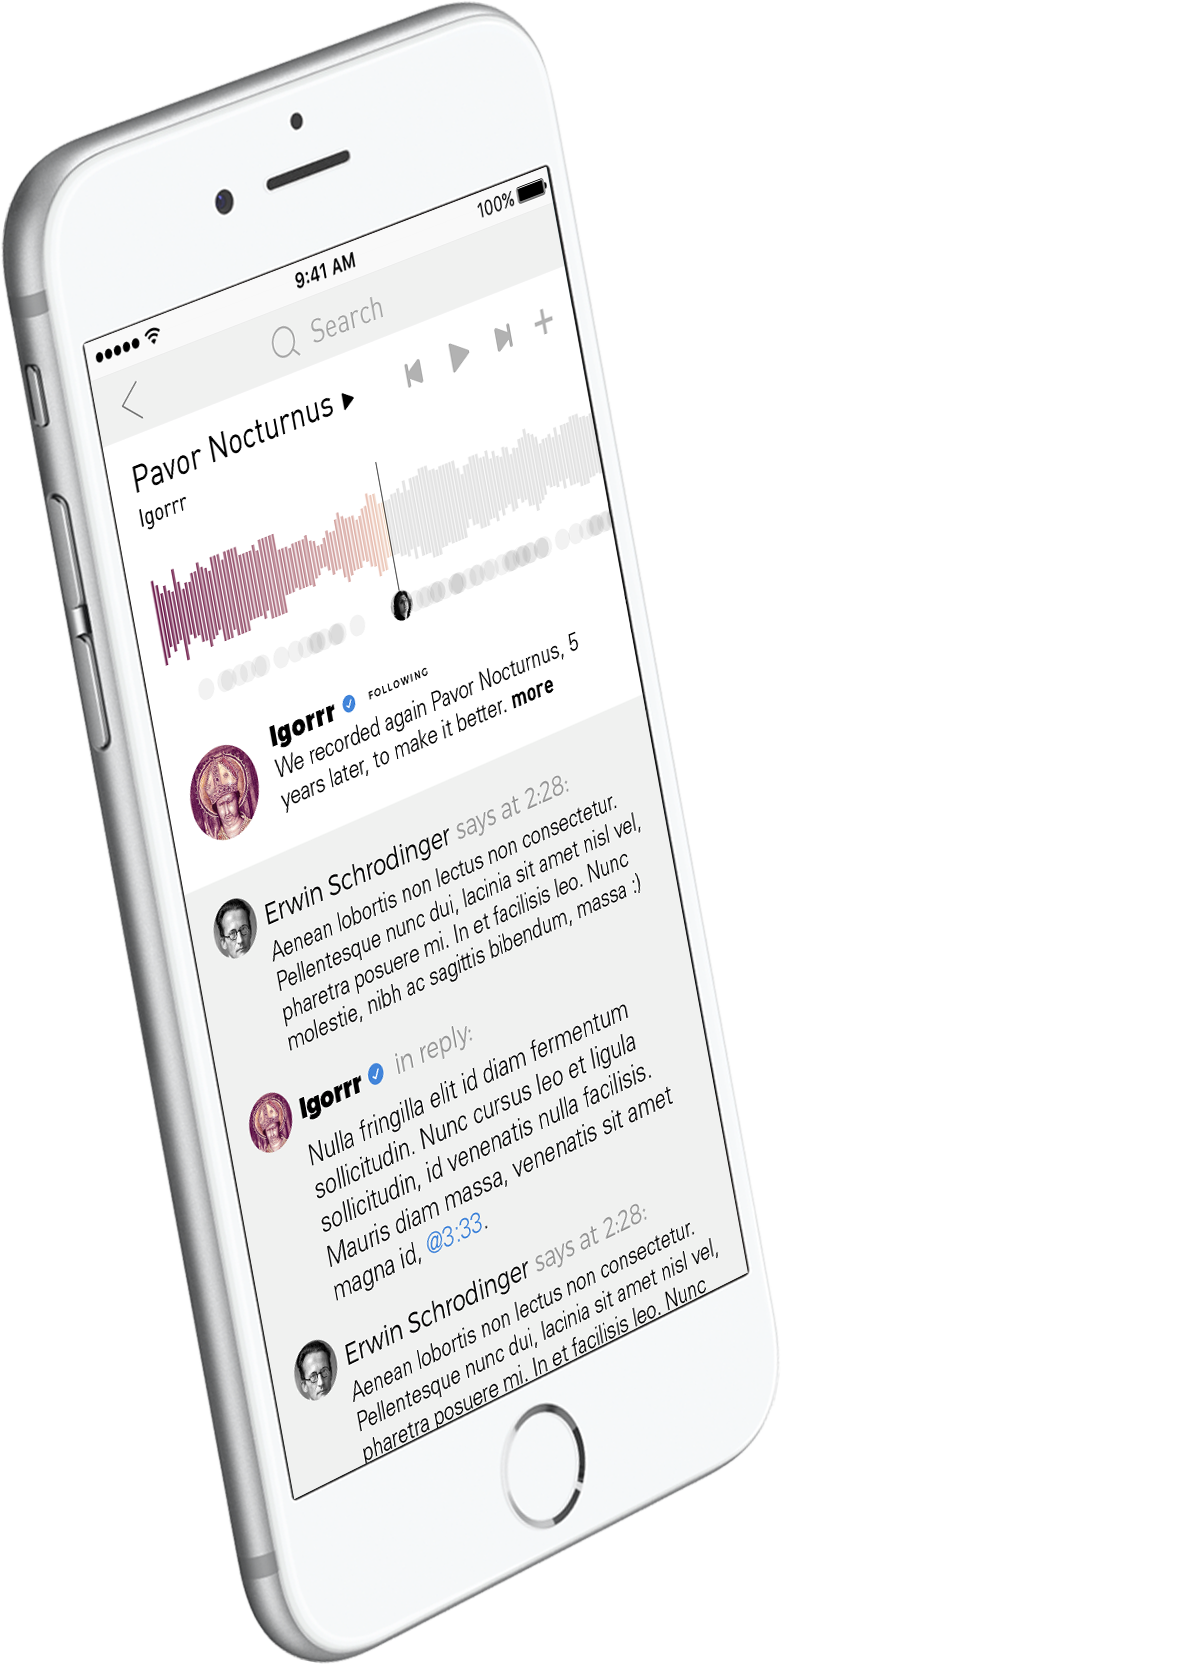 100%
9:41 AM
Search
Pavor Nocturnus
Igorrr
Igorrr FOLLOWING
We recorded again Pavor Nocturnus, 5
years later, to make it better. more
Erwin Schrodinger says at 2:28:
Aenean lobortis non lectus non consectetur.
Pellentesque nunc dui, lacinia sit amet nisl vel,
pharetra posuere mi. In et facilisis leo. Nunc
molestie, nibh ac sagittis bibendum, massa :)
Igorrr in reply:
Nulla fringilla elit id diam fermentum
sollicitudin. Nunc cursus leo et ligula
sollicitudin, id venenatis nulla facilisis.
Mauris diam massa, venenatis sit amet
magna id, @3:33.
Erwin Schrodinger says at 2:28:
Aenean lobortis non lectus non consectetur.
Pellentesque nunc dui, lacinia sit amet nisl vel,
pharetra posuere mi. In et facilisis leo. Nunc